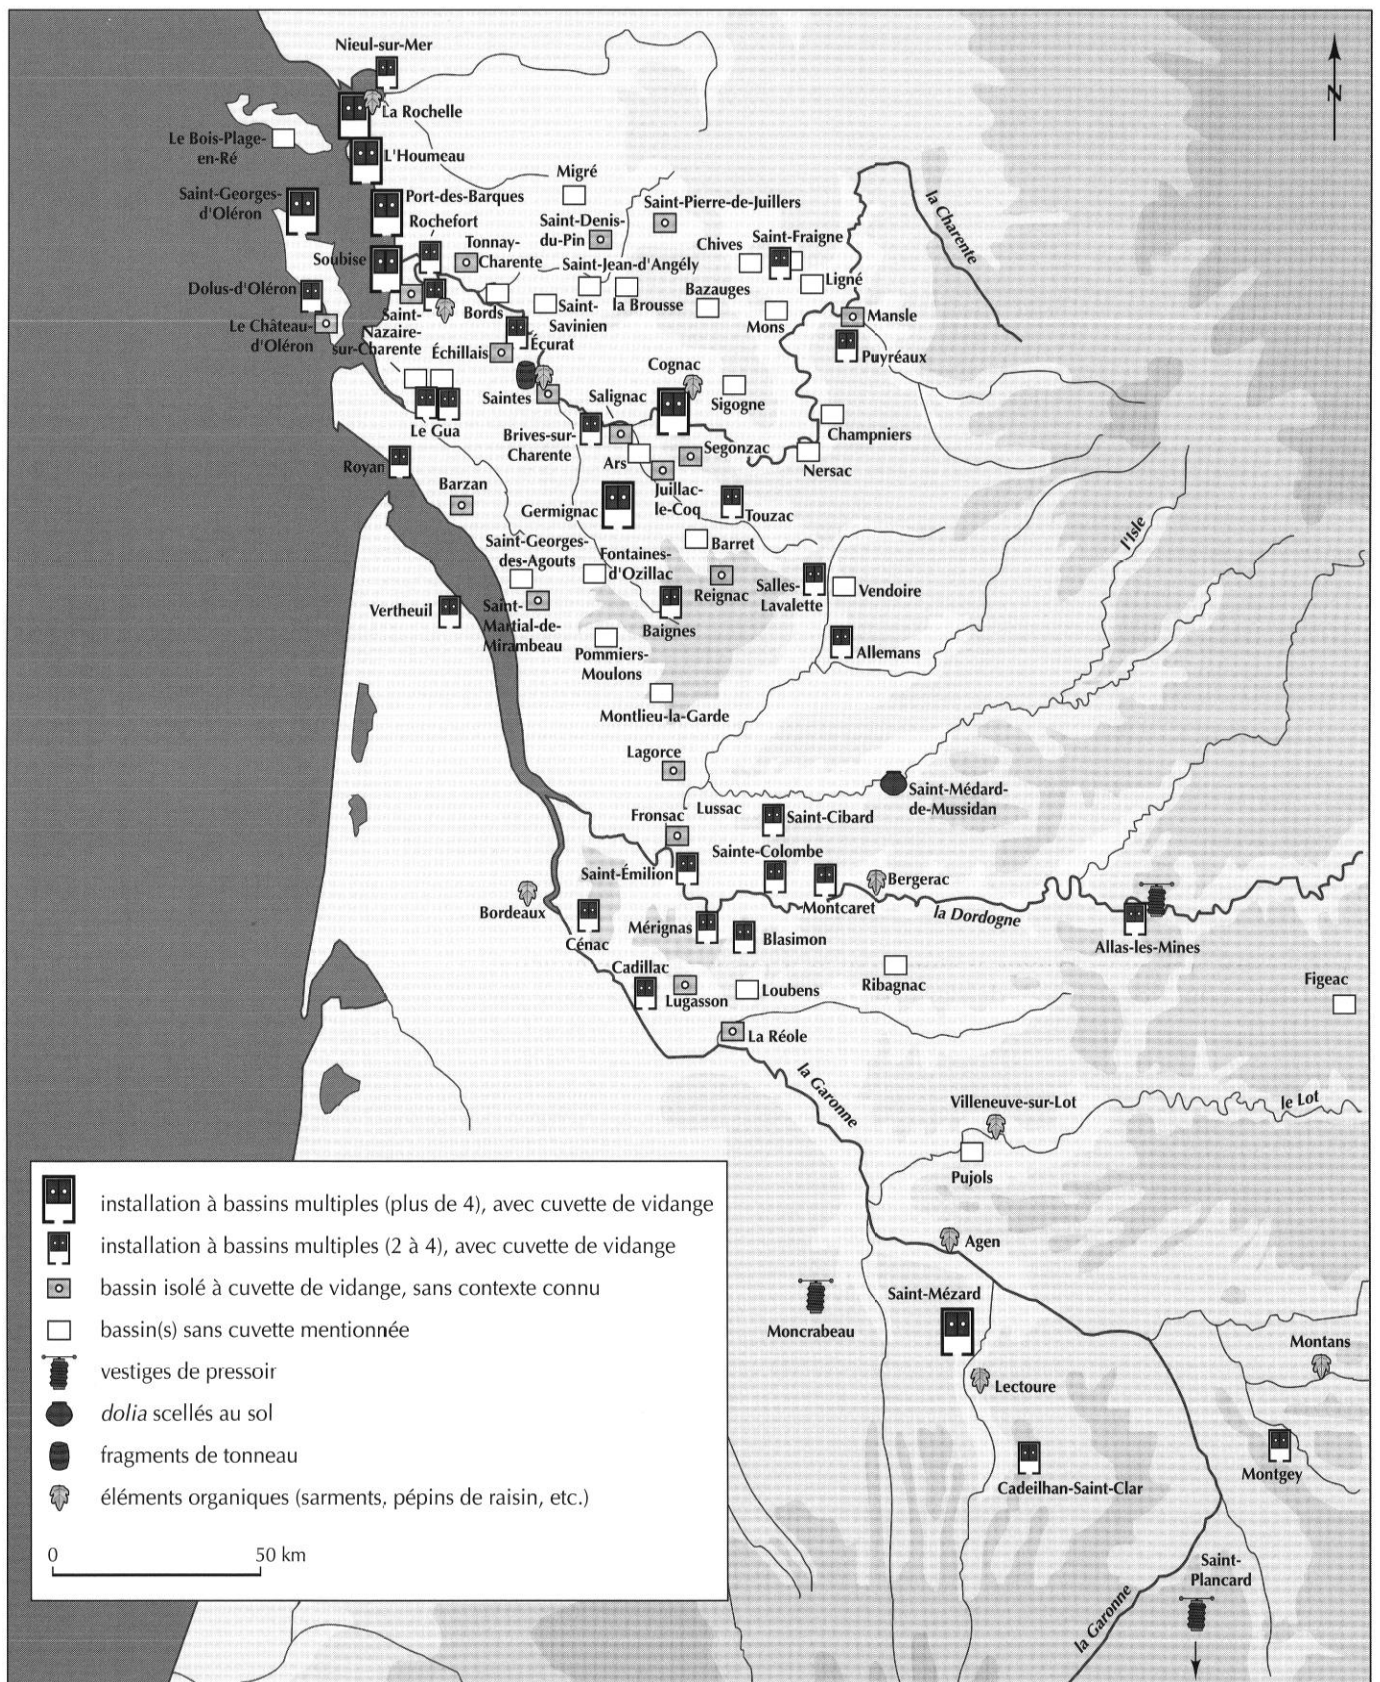 Nieul-sur-Mer
La Rochelle
Le Bois-Plage-
en-Ré
L'Houmeau
N
Migré
Saint-Georges-
d'Oléron
Port-des-Barques
Rochefort
Saint-Pierre-de-Juillers
Saint-Denis-
du-Pin
la Charente
Tonnay-
Charente
Chives
Saint-Fraigne
Soubise
Saint-Jean-d'Angély
Dolus-d'Oléron
la Brousse
Bazauges
Ligné
Le Château-
d'Oléron
Saint-
Nazaire-
sur-Charente
Bords
Saint-
Savinien
Mons
Mansle
Échillais
Écurat
Puyréaux
Cognac
Saintes
Salignac
Sigogne
Le Gua
Brives-sur-
Charente
Champniers
Ars
Segonzac
Nersac
Royan
Barzan
Juillac-
le-Coq
Germignac
Touzac
Saint-Georges-
des-Agouts
Barret
l'Isle
Fontaines-
d'Ozillac
Reignac
Salles-
Lavalette
Vendoire
Vertheuil
Saint-
Martial-de-
Mirambeau
Baignes
Allemans
Pommiers-
Moulons
Montlieu-la-Garde
Lagorce
Saint-Médard-
de-Mussidan
Lussac
Fronsac
Saint-Cibard
Sainte-Colombe
Saint-Émilion
Bergerac
Bordeaux
Montcaret
la Dordogne
Cénac
Mérignas
Blasimon
Allas-les-Mines
Cadillac
Lugasson
Loubens
Ribagnac
Figeac
La Réole
la Garonne
Villeneuve-sur-Lot
le Lot
Pujols
Agen
Saint-Mézard
Moncrabeau
Montans
Lectoure
Cadeilhan-Saint-Clar
Montgey
Saint-
Plancard
la Garonne
installation à bassins multiples (plus de 4), avec cuvette de vidange
installation à bassins multiples (2 à 4), avec cuvette de vidange
bassin isolé à cuvette de vidange, sans contexte connu
bassin(s) sans cuvette mentionnée
vestiges de pressoir
dolia scellés au sol
fragments de tonneau
éléments organiques (sarments, pépins de raisin, etc.)
0 50 km